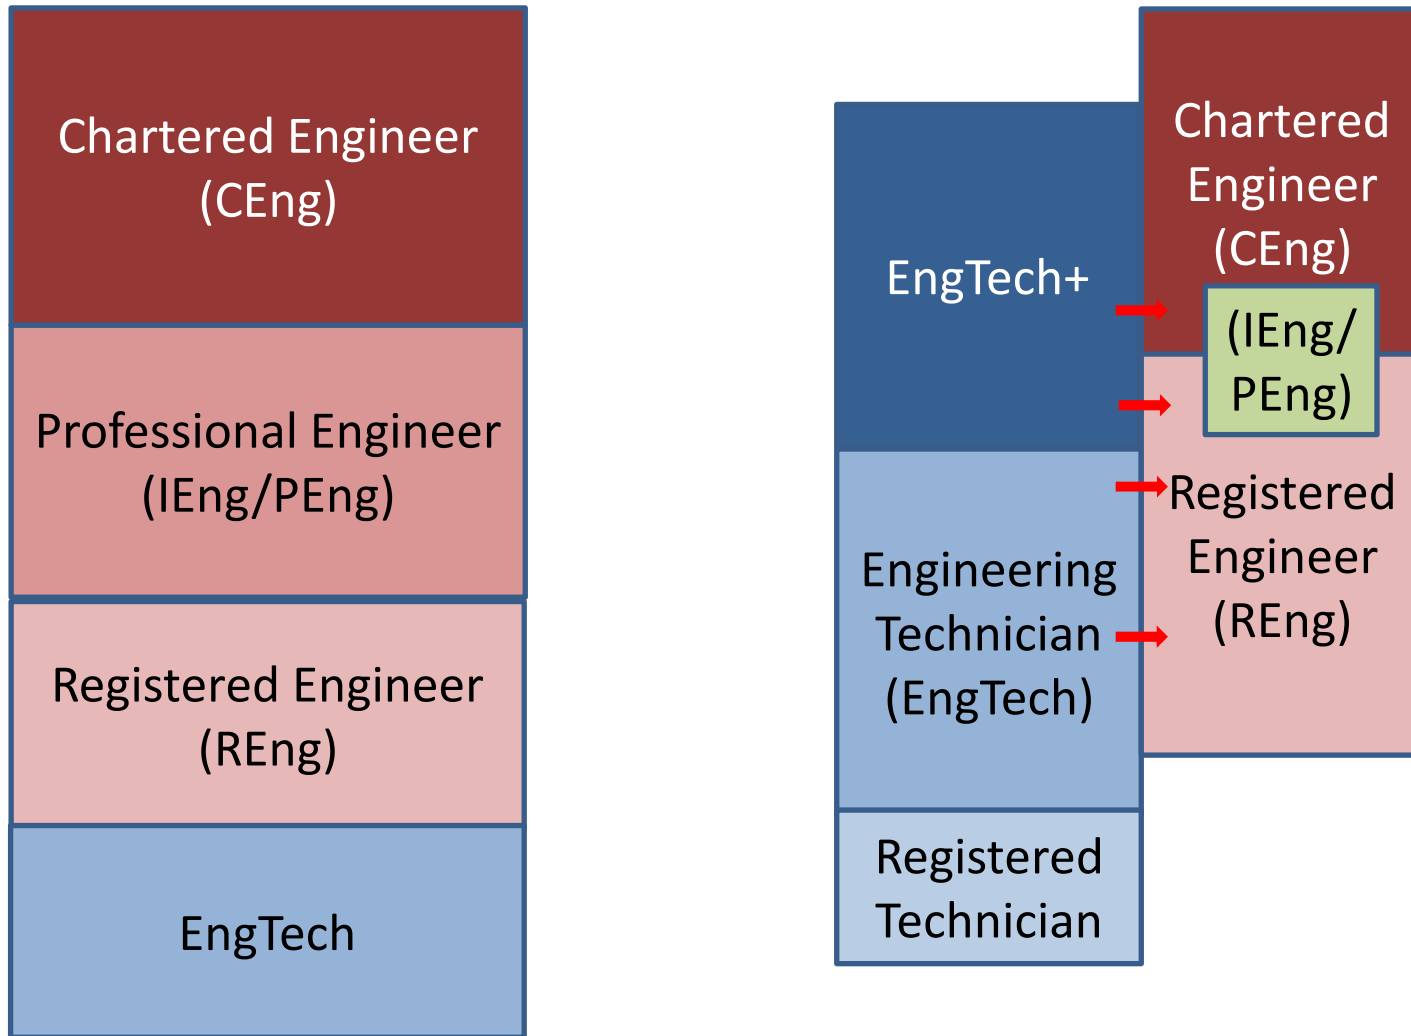 Chartered Engineer
(CEng)
Professional Engineer
(IEng/PEng)
Registered Engineer
(REng)
EngTech
EngTech+
Engineering
Technician
(EngTech)
Registered
Technician
Chartered
Engineer
(CEng)
(IEng/
PEng)
Registered
Engineer
(REng)